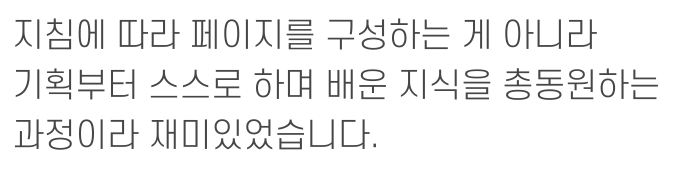 지침에 따라 페이지를 구성하는 게 아니라
기획부터 스스로 하며 배운 지식을 총동원하는
과정이라 재미있었습니다.